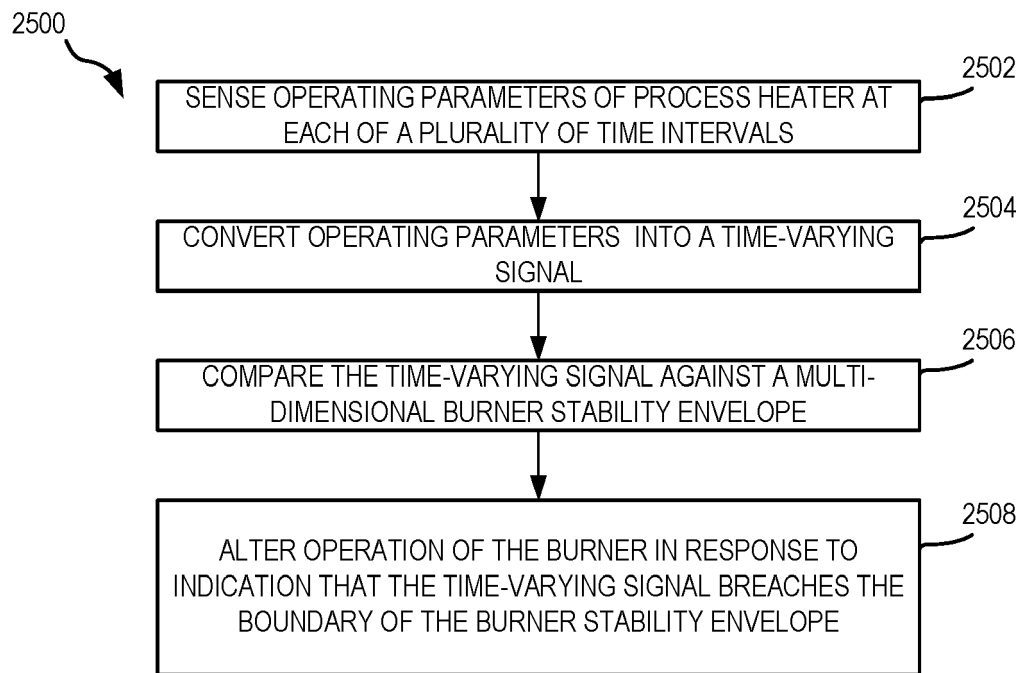 2500
2502
SENSE OPERATING PARAMETERS OF PROCESS HEATER AT
EACH OF A PLURALITY OF TIME INTERVALS
2504
CONVERT OPERATING PARAMETERS INTO A TIME-VARYING
SIGNAL
2506
COMPARE THE TIME-VARYING SIGNAL AGAINST A MULTI-
DIMENSIONAL BURNER STABILITY ENVELOPE
2508
ALTER OPERATION OF THE BURNER IN RESPONSE TO
INDICATION THAT THE TIME-VARYING SIGNAL BREACHES THE
BOUNDARY OF THE BURNER STABILITY ENVELOPE